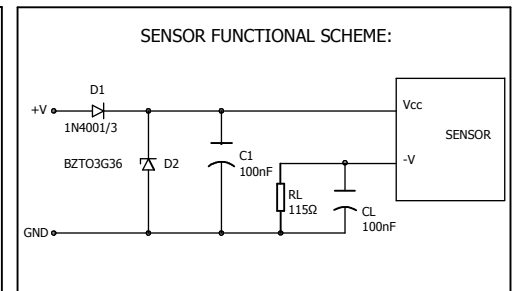 SENSOR FUNCTIONAL SCHEME:
D1
+V
1N4001/3
Vcc
SENSOR
BZTO3G36
D2
C1
100nF
-V
RL
115Ω
CL
100nF
GND